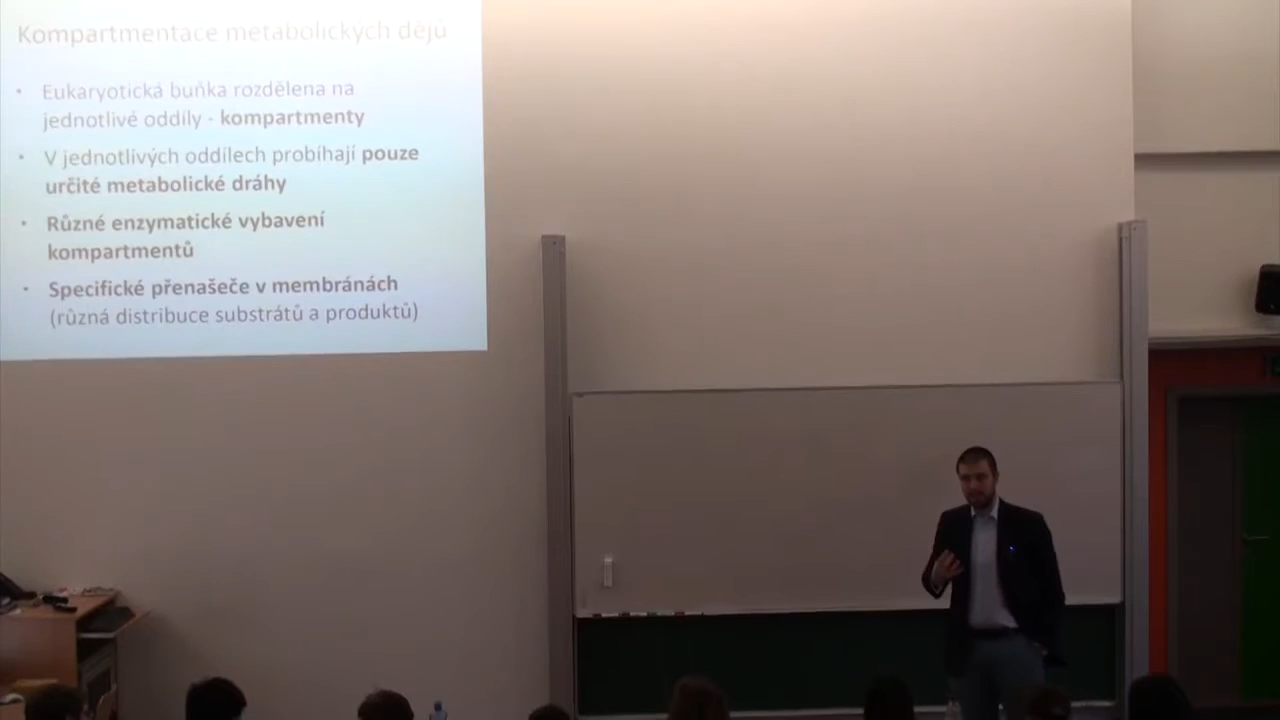 Kompartmentace metabolických dějů
• Eukaryotická buňka rozdělena na
jednotlivé oddíly - kompartmenty
• V jednotlivých oddílech probíhají pouze
určité metabolické dráhy
• Různé enzymatické vybavení
kompartmentů
• Specifické přenašeče v membránách
(různá distribuce substrátů a produktů)